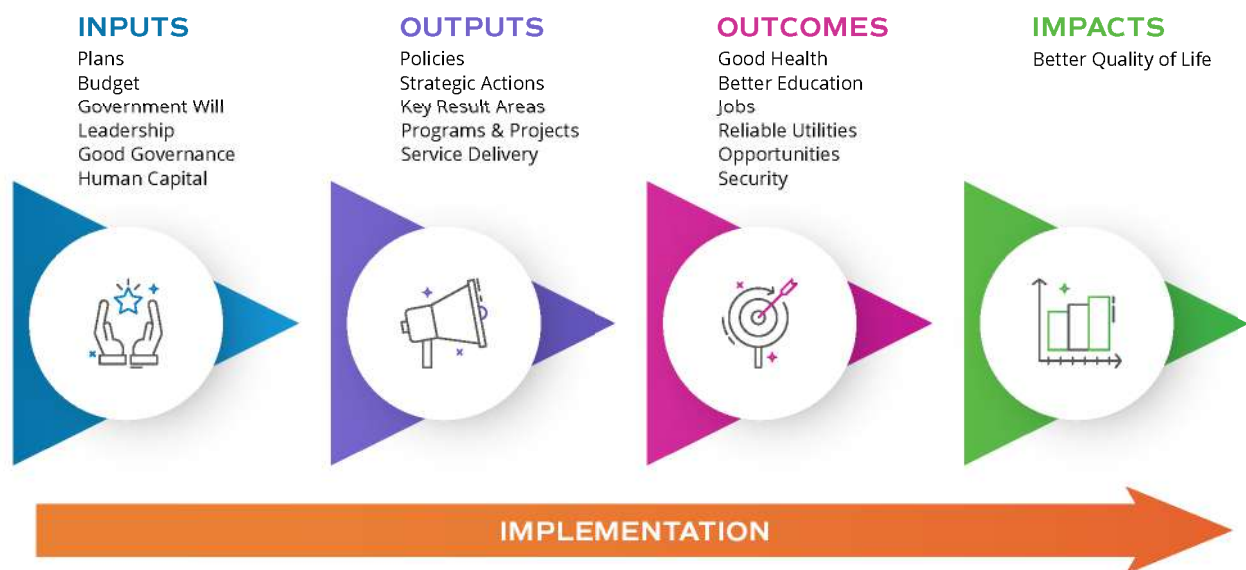 INPUTS
Plans
Budget
Government Will
Leadership
Good Governance
Human Capital
OUTPUTS
Policies
Strategic Actions
Key Result Areas
Programs & Projects
Service Delivery
OUTCOMES
Good Health
Better Education
Jobs
Reliable Utilities
Opportunities
Security
IMPACTS
Better Quality of Life
IMPLEMENTATION